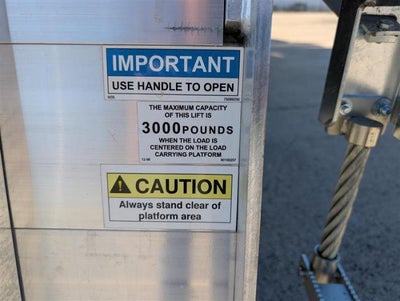 IMPORTANT
USE HANDLE TO OPEN
THE MAXIMUM CAPACITY
OF THIS LIFT IS
3000POUNDS
WHEN THE LOAD IS
CENTERED ON THE LOAD
CARRYING PLATFORM
CAUTION
Always stand clear of
platform area